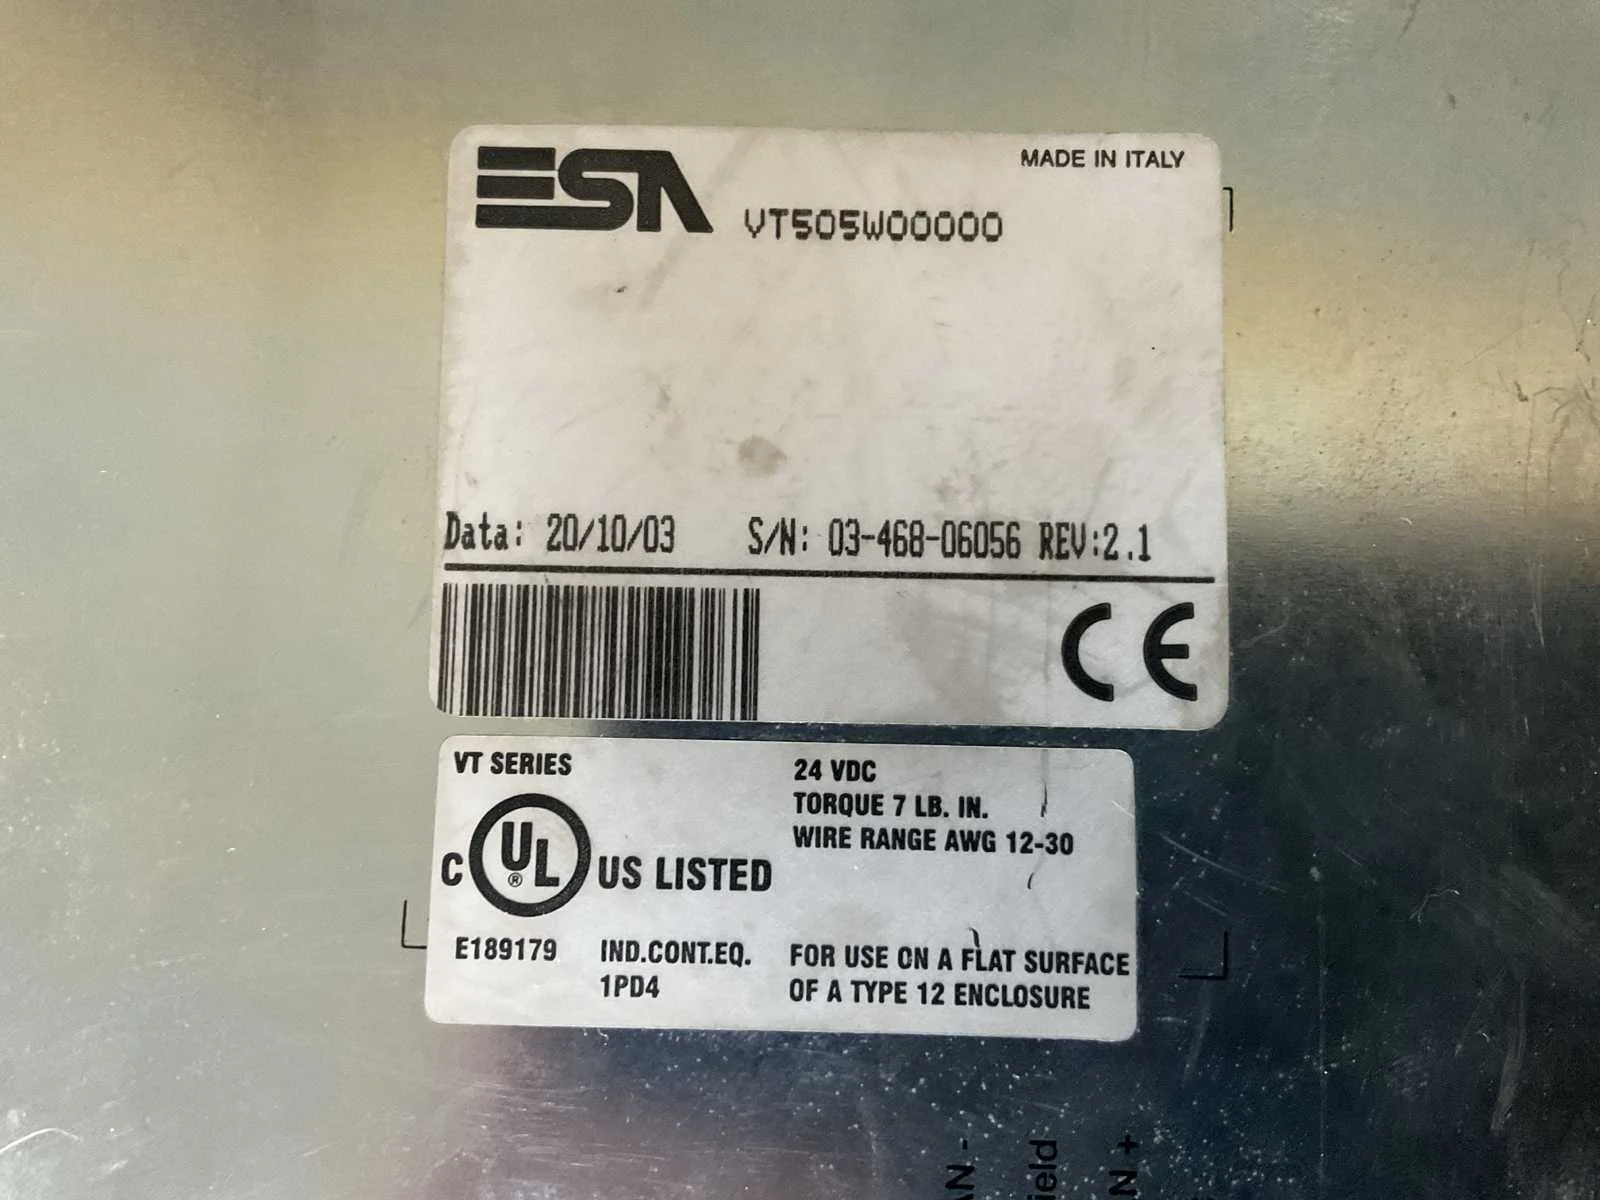 ESA
MADE IN ITALY
VT505W00000
Data: 20/10/03 S/N: 03-468-06056 REV:2.1
CE
VT SERIES
24 VDC
TORQUE 7 LB. IN.
WIRE RANGE AWG 12-30
C UL ® US LISTED
E189179
IND.CONT.EQ.
1PD4
FOR USE ON A FLAT SURFACE
OF A TYPE 12 ENCLOSURE
N -
ield
N +